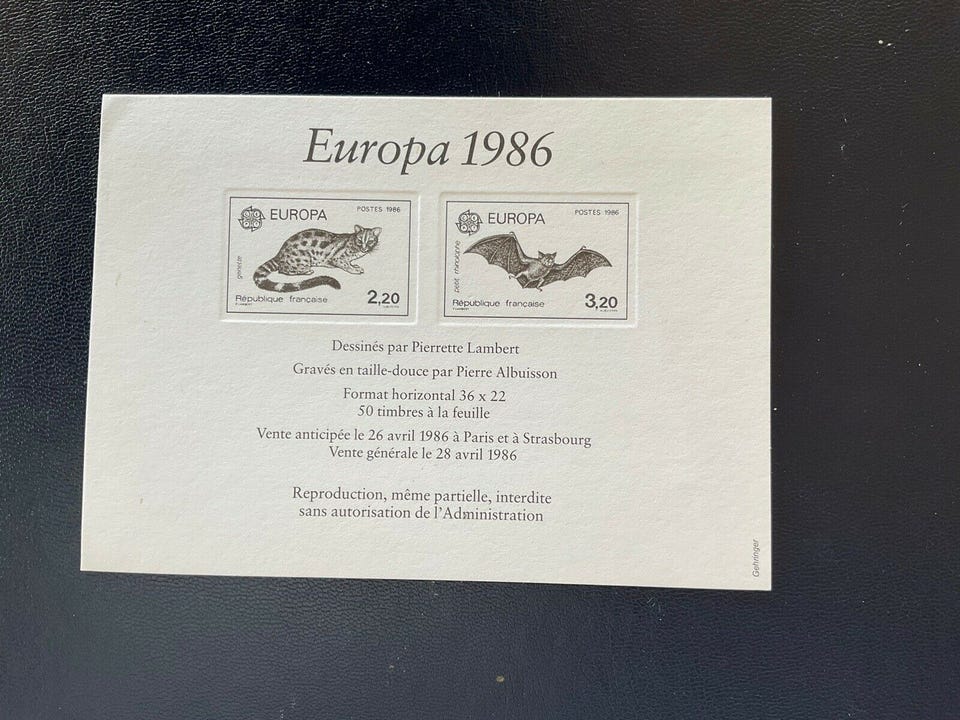 Europa 1986
EUROPA
POSTES 1986
genette
République française
2,20
EUROPA
POSTES 1986
petit rhinolophe
République française
3,20
Dessinés par Pierrette Lambert
Gravés en taille-douce par Pierre Albuisson
Format horizontal 36 x 22
50 timbres à la feuille
Vente anticipée le 26 avril 1986 à Paris et à Strasbourg
Vente générale le 28 avril 1986
Reproduction, même partielle, interdite
sans autorisation de l'Administration
Gehringer